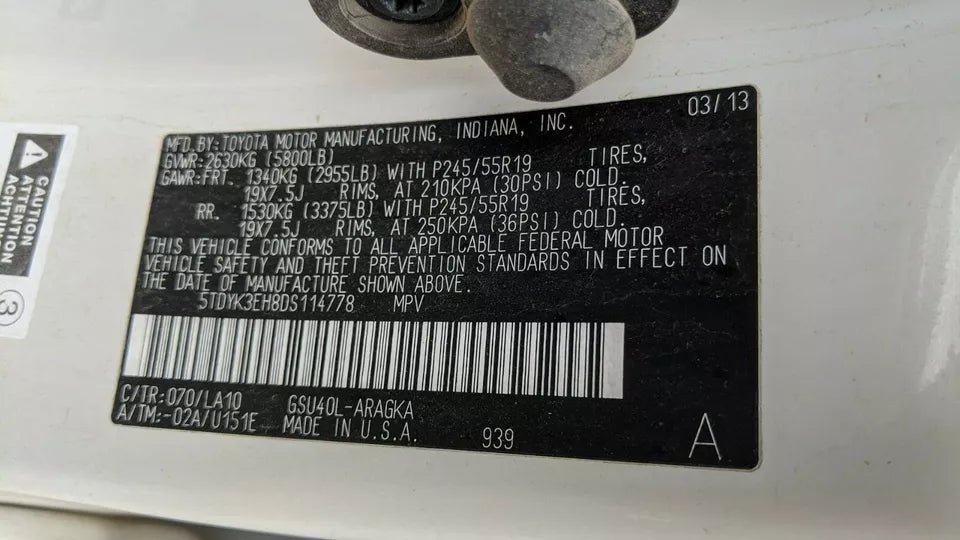 MFD.BY:TOYOTA MOTOR MANUFACTURING, INDIANA, INC. 03/13
GVWR:2630KG (5800LB)
GAWR:FRT. 1340KG (2955LB) WITH P245/55R19 TIRES,
19X7.5J RIMS, AT 210KPA (30PSI) COLD.
RR. 1530KG (3375LB) WITH P245/55R19 TIRES,
19X7.5J RIMS, AT 250KPA (36PSI) COLD.
THIS VEHICLE CONFORMS TO ALL APPLICABLE FEDERAL MOTOR
VEHICLE SAFETY AND THEFT PREVENTION STANDARDS IN EFFECT ON
THE DATE OF MANUFACTURE SHOWN ABOVE.
5TDYK3EH8DS114778 MPV
C/TR:070/LA10 GSU40L-ARAGKA
A/TM:-02A/U151E MADE IN U.S.A. 939 A
CAUTION
ATTENTION
ACHTUNG
3